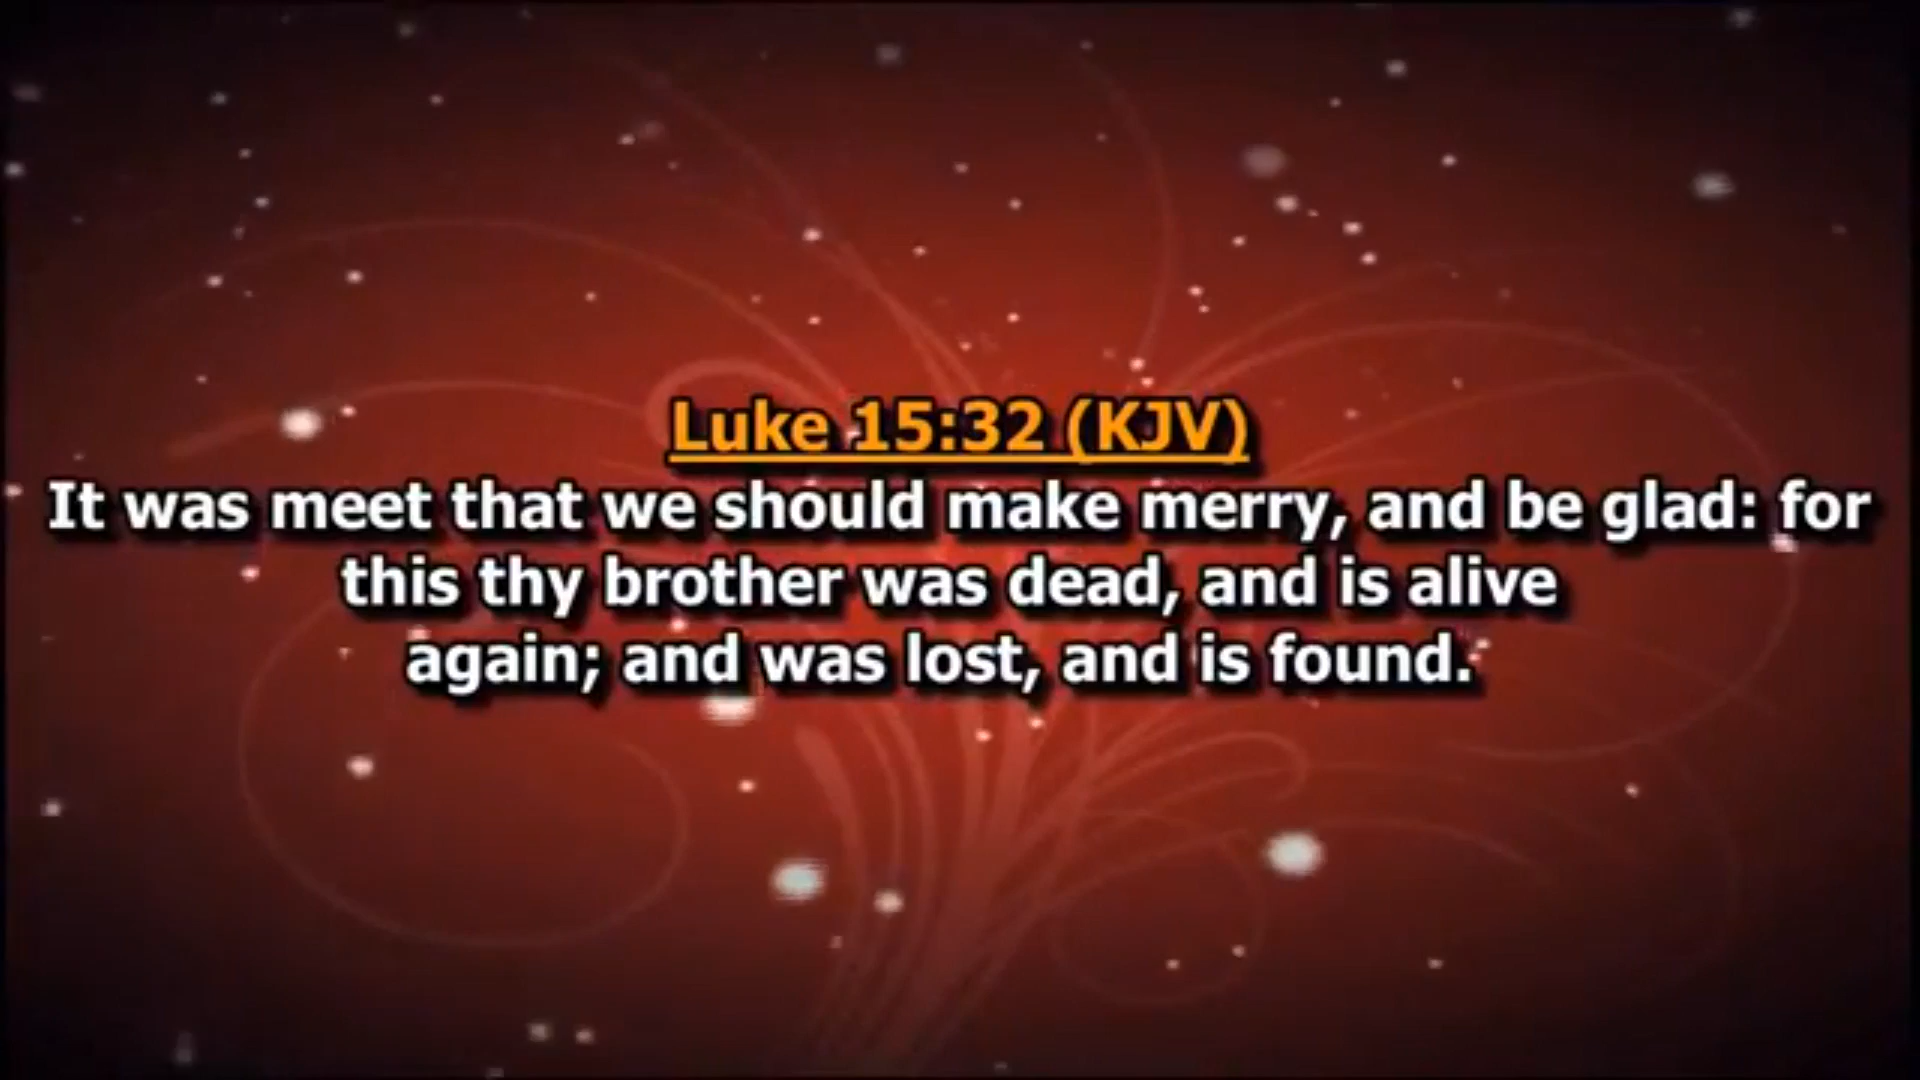 Luke 15:32 (KJV)
It was meet that we should make merry, and be glad: for
this thy brother was dead, and is alive
again; and was lost, and is found.